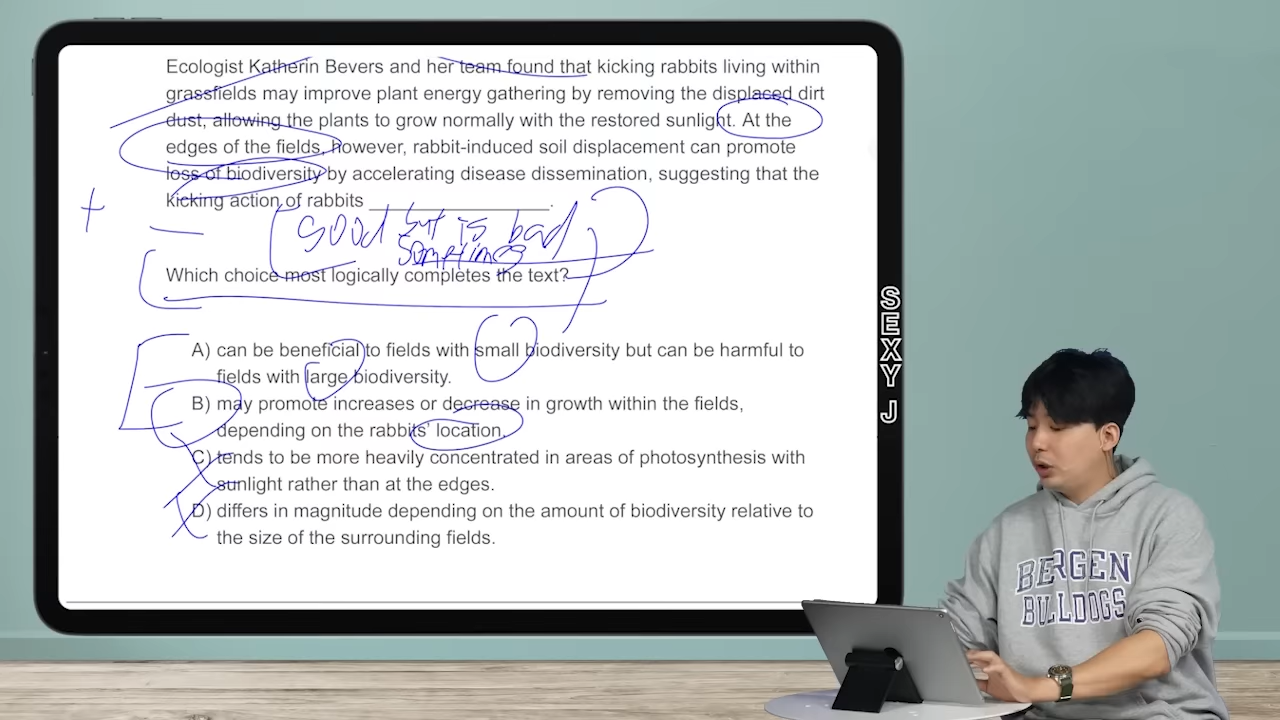 Ecologist Katherin Bevers and her team found that kicking rabbits living within
grassfields may improve plant energy gathering by removing the displaced dirt
dust, allowing the plants to grow normally with the restored sunlight. At the
edges of the fields, however, rabbit-induced soil displacement can promote
loss of biodiversity by accelerating disease dissemination, suggesting that the
kicking action of rabbits ________________.
+
good but is bad
sometimes
Which choice most logically completes the text?
A) can be beneficial to fields with small biodiversity but can be harmful to
fields with large biodiversity.
B) may promote increases or decrease in growth within the fields,
depending on the rabbits' location.
C) tends to be more heavily concentrated in areas of photosynthesis with
sunlight rather than at the edges.
D) differs in magnitude depending on the amount of biodiversity relative to
the size of the surrounding fields.
SEXY J
BERGEN
BULLDOGS